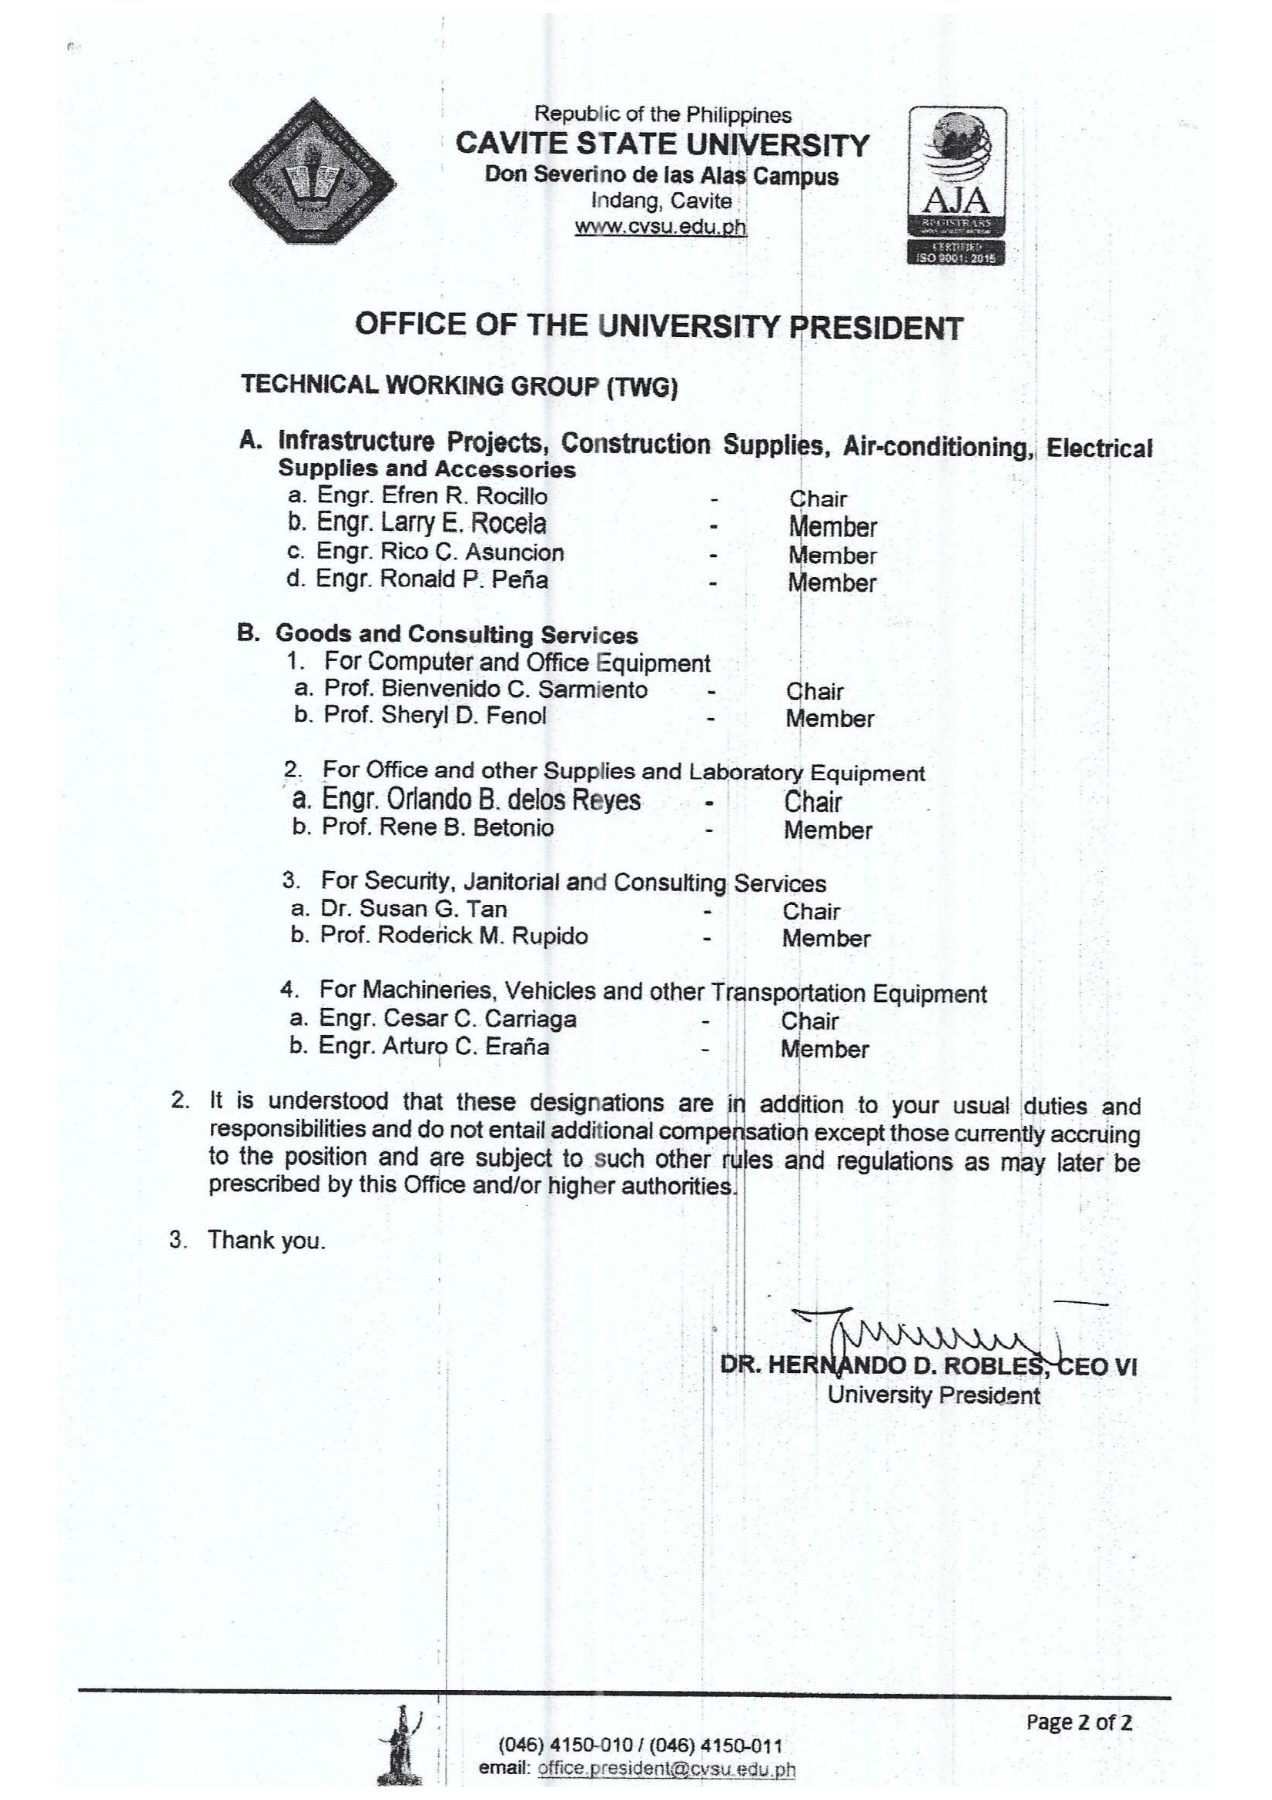 Republic of the Philippines
CAVITE STATE UNIVERSITY
Don Severino de las Alas Campus
Indang, Cavite
www.cvsu.edu.ph
AJA
REGISTRARS
CERTIFIED
ISO 9001: 2015
OFFICE OF THE UNIVERSITY PRESIDENT
TECHNICAL WORKING GROUP (TWG)
A. Infrastructure Projects, Construction Supplies, Air-conditioning, Electrical
Supplies and Accessories
a. Engr. Efren R. Rocillo - Chair
b. Engr. Larry E. Rocela - Member
c. Engr. Rico C. Asuncion - Member
d. Engr. Ronald P. Peña - Member
B. Goods and Consulting Services
1. For Computer and Office Equipment
a. Prof. Bienvenido C. Sarmiento - Chair
b. Prof. Sheryl D. Fenol - Member
2. For Office and other Supplies and Laboratory Equipment
a. Engr. Orlando B. delos Reyes - Chair
b. Prof. Rene B. Betonio - Member
3. For Security, Janitorial and Consulting Services
a. Dr. Susan G. Tan - Chair
b. Prof. Roderick M. Rupido - Member
4. For Machineries, Vehicles and other Transportation Equipment
a. Engr. Cesar C. Carriaga - Chair
b. Engr. Arturo C. Eraña - Member
2. It is understood that these designations are in addition to your usual duties and
responsibilities and do not entail additional compensation except those currently accruing
to the position and are subject to such other rules and regulations as may later be
prescribed by this Office and/or higher authorities.
3. Thank you.
DR. HERNANDO D. ROBLES, CEO VI
University President
Page 2 of 2
(046) 4150-010 / (046) 4150-011
email: office.president@cvsu.edu.ph